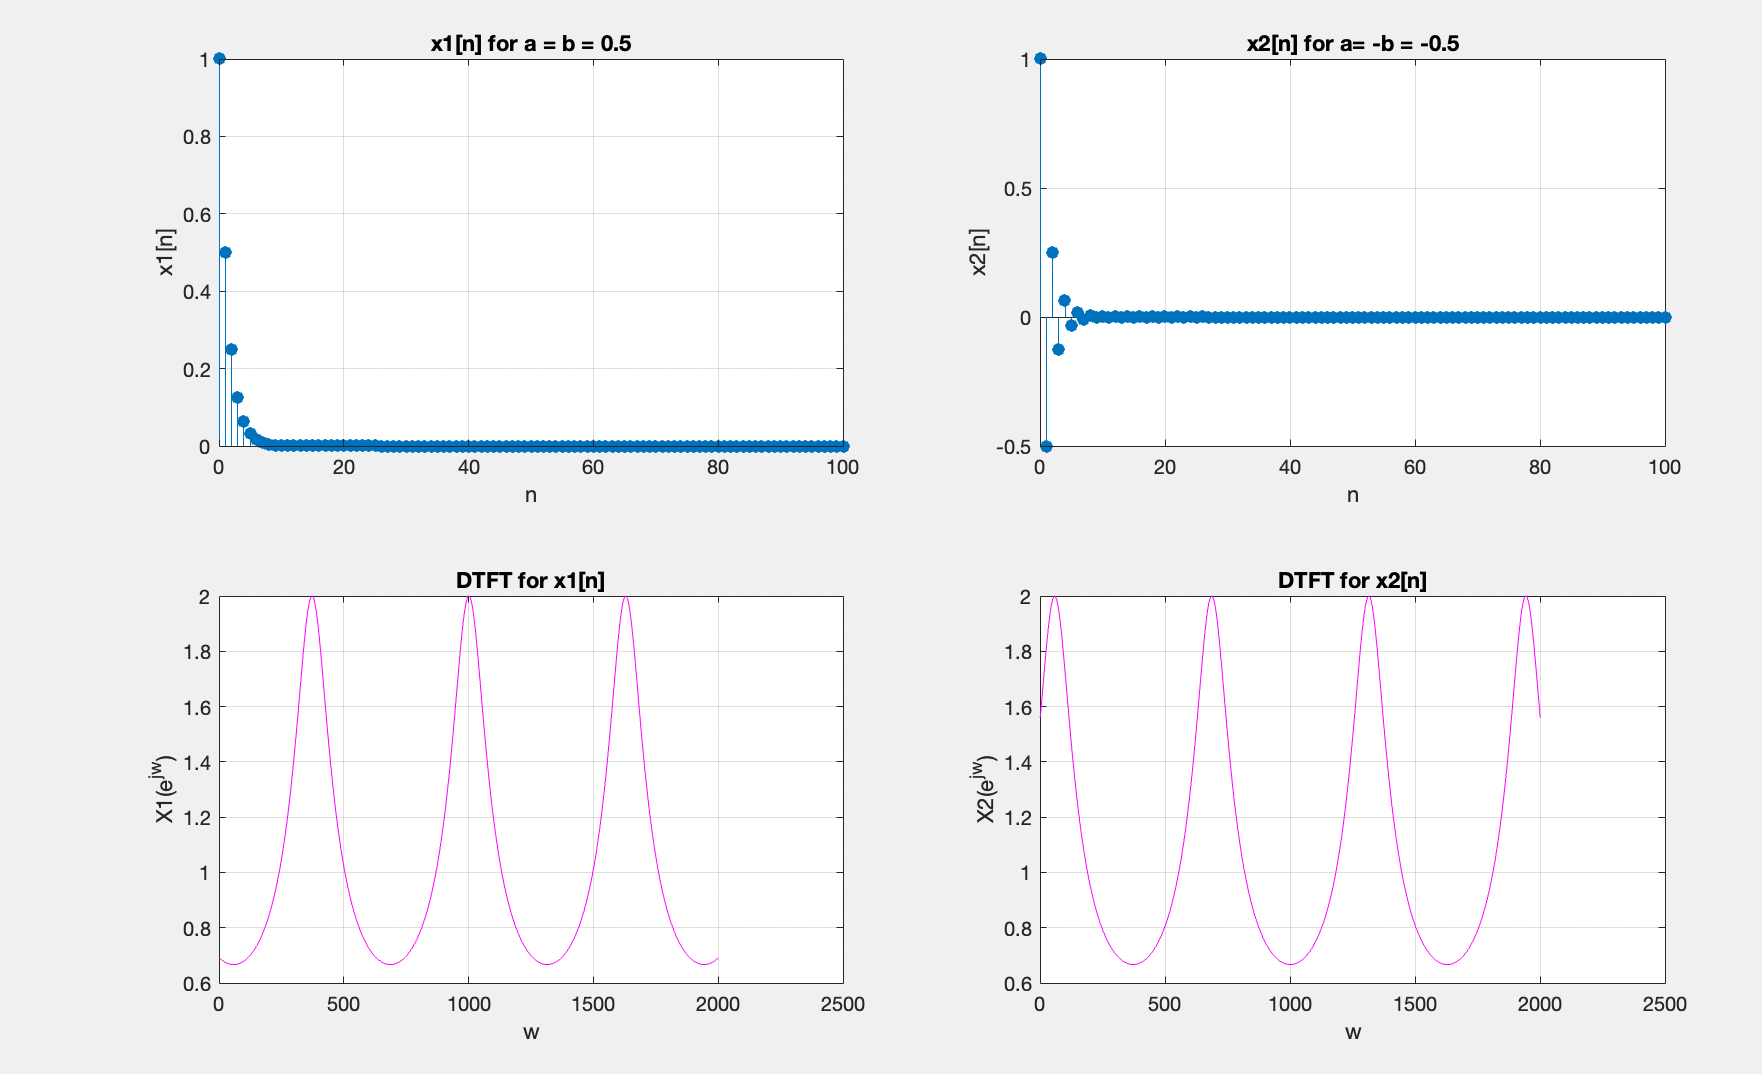 x1[n] for a = b = 0.5
1
0.8
0.6
0.4
0.2
0
x1[n]
0 20 40 60 80 100
n
x2[n] for a= -b = -0.5
1
0.5
0
-0.5
x2[n]
0 20 40 60 80 100
n
DTFT for x1[n]
2
1.8
1.6
1.4
1.2
1
0.8
0.6
X1(e^jw)
0 500 1000 1500 2000 2500
w
DTFT for x2[n]
2
1.8
1.6
1.4
1.2
1
0.8
0.6
X2(e^jw)
0 500 1000 1500 2000 2500
w